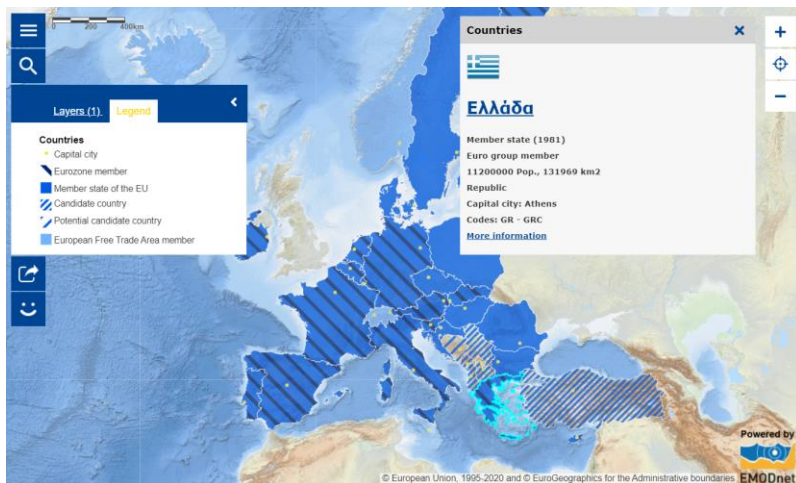 0 200 400km
Layers (1) Legend
Countries
Capital city
Eurozone member
Member state of the EU
Candidate country
Potential candidate country
European Free Trade Area member
Countries
Ελλάδα
Member state (1981)
Euro group member
11200000 Pop., 131969 km2
Republic
Capital city: Athens
Codes: GR - GRC
More information
Powered by
EMODnet
© European Union, 1995-2020 and © EuroGeographics for the Administrative boundaries